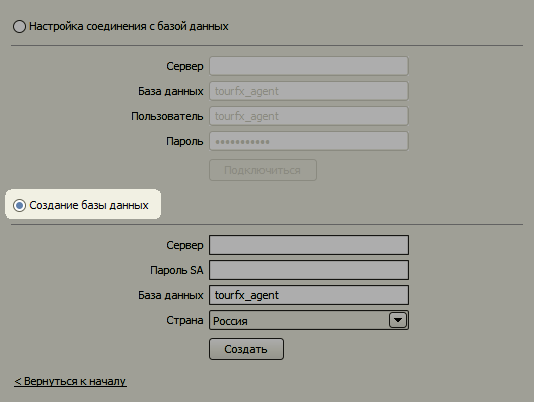 Настройка соединения с базой данных
Сервер
База данных tourfx_agent
Пользователь tourfx_agent
Пароль •••••••••••
Подключиться
Создание базы данных
Сервер
Пароль SA
База данных tourfx_agent
Страна Россия
Создать
< Вернуться к началу